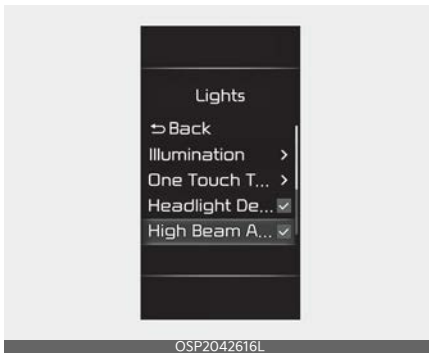 Lights
⮌ Back
Illumination >
One Touch T... >
Headlight De... ✓
High Beam A... ✓
OSP2042616L